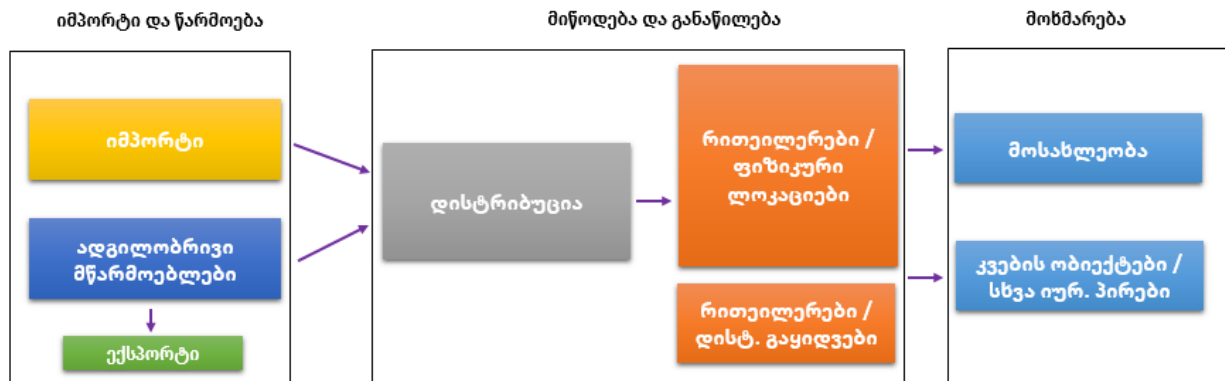 იმპორტი და წარმოება
მიწოდება და განაწილება
მოხმარება
იმპორტი
ადგილობრივი
მწარმოებლები
ექსპორტი
დისტრიბუცია
რითეილერები /
ფიზიკური
ლოკაციები
რითეილერები /
დისტ. გაყიდვები
მოსახლეობა
კვების ობიექტები /
სხვა იურ. პირები